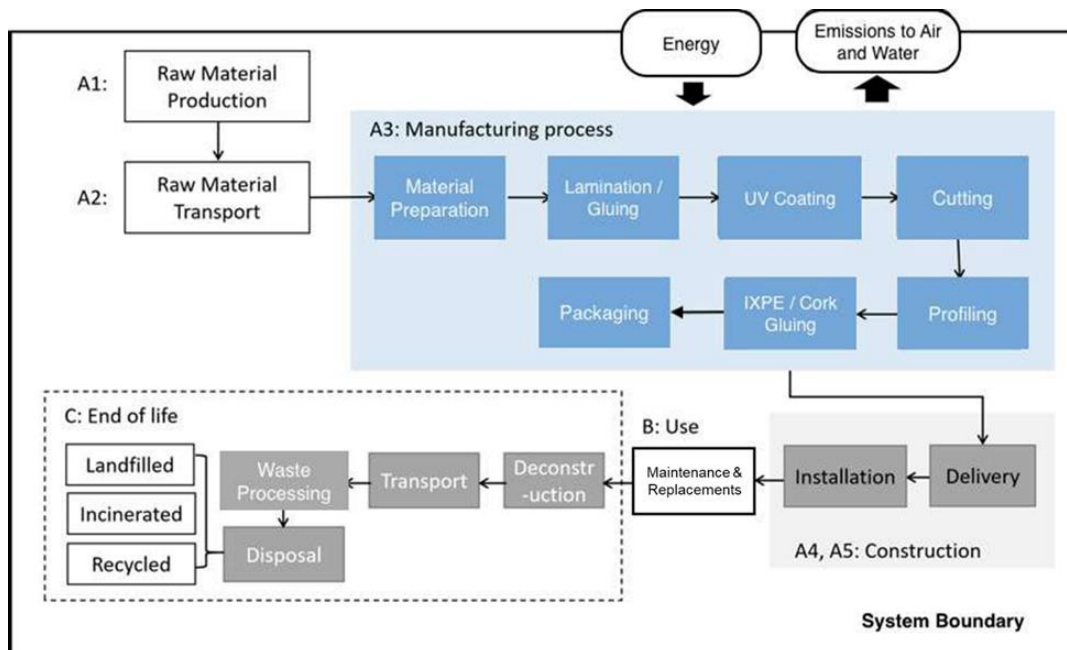 Energy
Emissions to Air
and Water
A1:
Raw Material
Production
A3: Manufacturing process
A2:
Raw Material
Transport
Material
Preparation
Lamination /
Gluing
UV Coating
Cutting
Packaging
IXPE / Cork
Gluing
Profiling
C: End of life
Landfilled
Incinerated
Recycled
Waste
Processing
Disposal
Transport
Deconstr
-uction
B: Use
Maintenance &
Replacements
Installation
Delivery
A4, A5: Construction
System Boundary